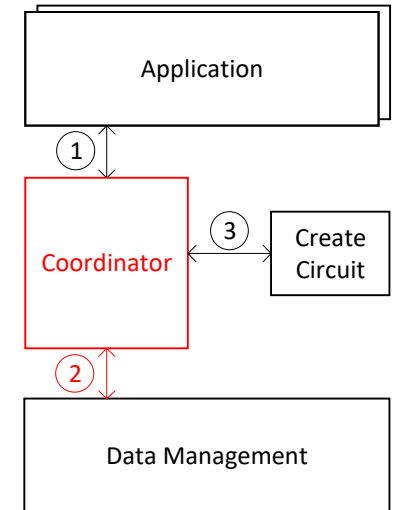 Application
1
3
Create
Circuit
Coordinator
2
Data Management